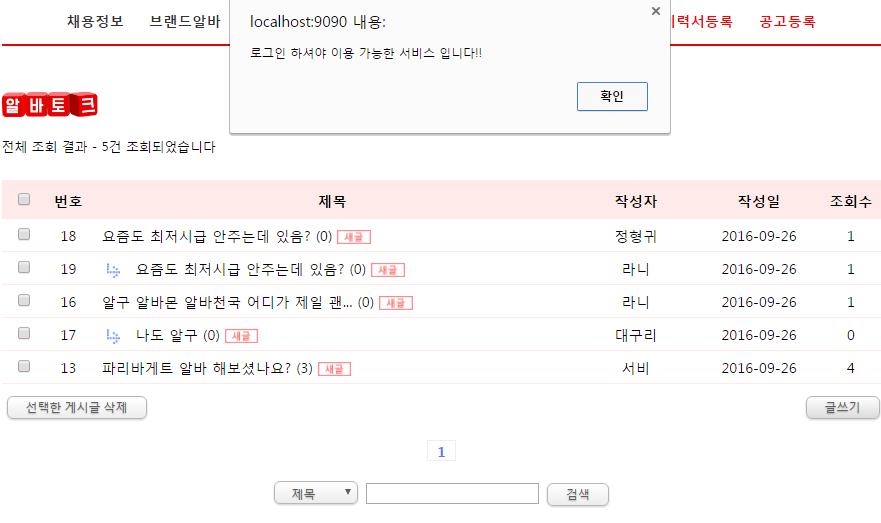 채용정보 브랜드알바
력서등록 공고등록
localhost:9090 내용:
로그인 하셔야 이용 가능한 서비스 입니다!!
확인
알바토크
전체 조회 결과 - 5건 조회되었습니다
번호 제목 작성자 작성일 조회수
18 요즘도 최저시급 안주는데 있음? (0) 새글 정형귀 2016-09-26 1
19 요즘도 최저시급 안주는데 있음? (0) 새글 라니 2016-09-26 1
16 알구 알바몬 알바천국 어디가 제일 괜... (0) 새글 라니 2016-09-26 1
17 나도 알구 (0) 새글 대구리 2016-09-26 0
13 파리바게트 알바 해보셨나요? (3) 새글 서비 2016-09-26 4
선택한 게시글 삭제 글쓰기
1
제목 검색